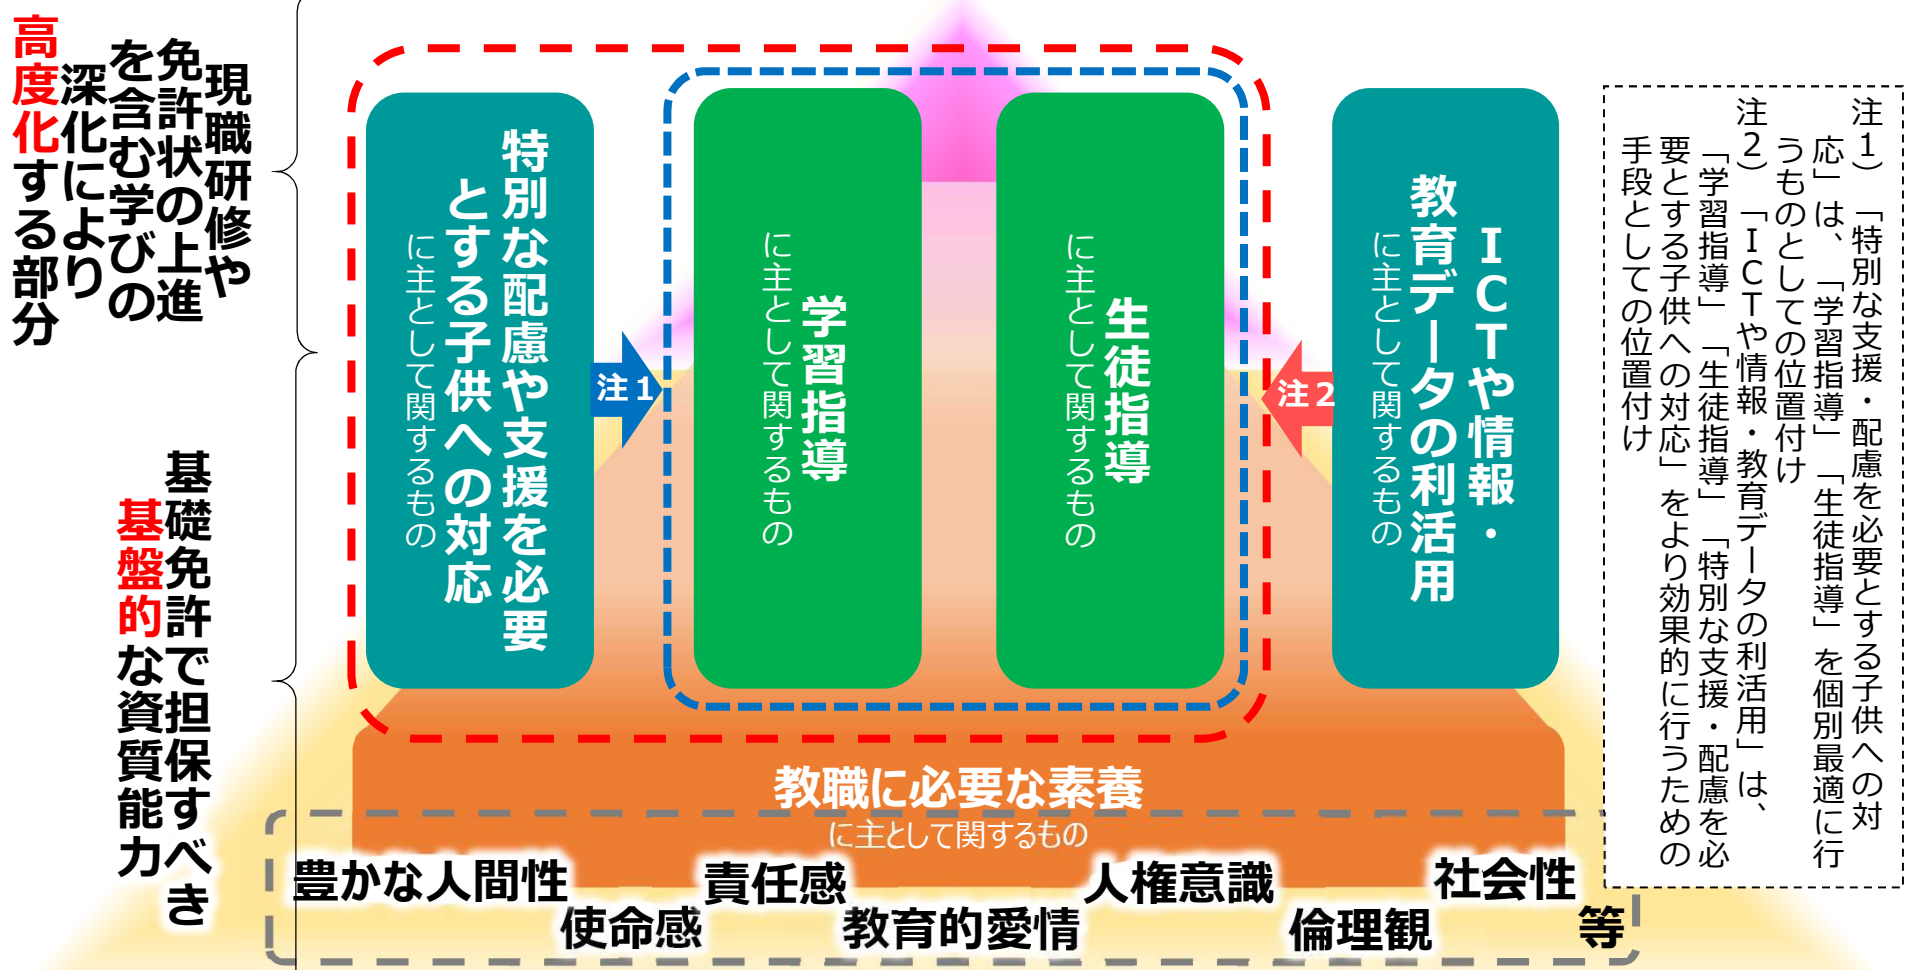 現職研修や
免許状の上進
を含む学びの
深化により
高度化する部分
基礎免許で担保すべき
基盤的な資質能力
特別な配慮や支援を必要
とする子供への対応
に主として関するもの
注１
学習指導
に主として関するもの
生徒指導
に主として関するもの
注２
ＩＣＴや情報・
教育データの利活用
に主として関するもの
教職に必要な素養
に主として関するもの
豊かな人間性
使命感
責任感
教育的愛情
人権意識
倫理観
社会性
等
注１）「特別な支援・配慮を必要とする子供への対
応」は、「学習指導」「生徒指導」を個別最適に行
うものとしての位置付け
注２）「ＩＣＴや情報・教育データの利活用」は、
「学習指導」「生徒指導」「特別な支援・配慮を必
要とする子供への対応」をより効果的に行うための
手段としての位置付け